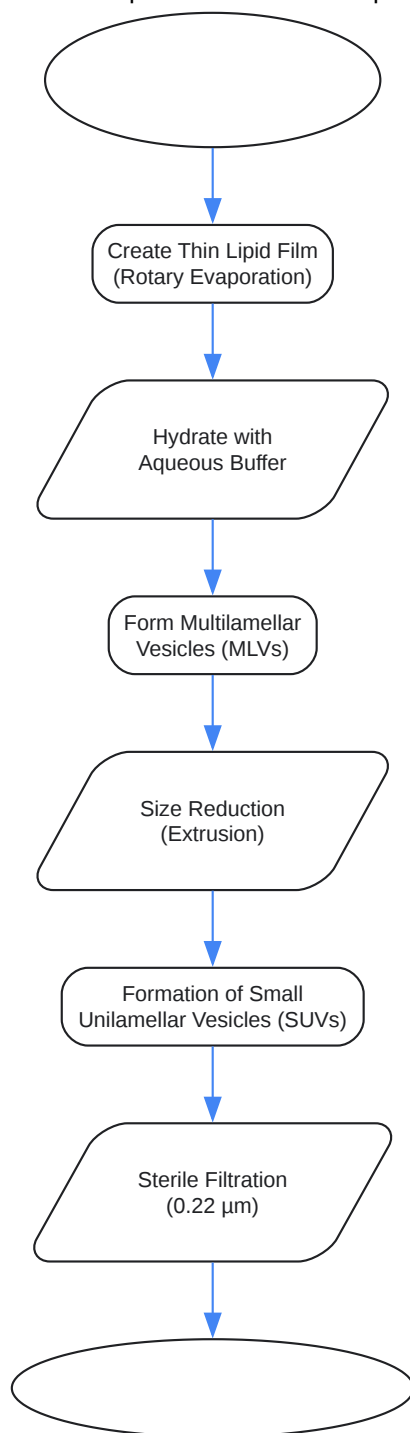 Create Thin Lipid Film
(Rotary Evaporation)
Hydrate with
Aqueous Buffer
Form Multilamellar
Vesicles (MLVs)
Size Reduction
(Extrusion)
Formation of Small
Unilamellar Vesicles (SUVs)
Sterile Filtration
(0.22 µm)